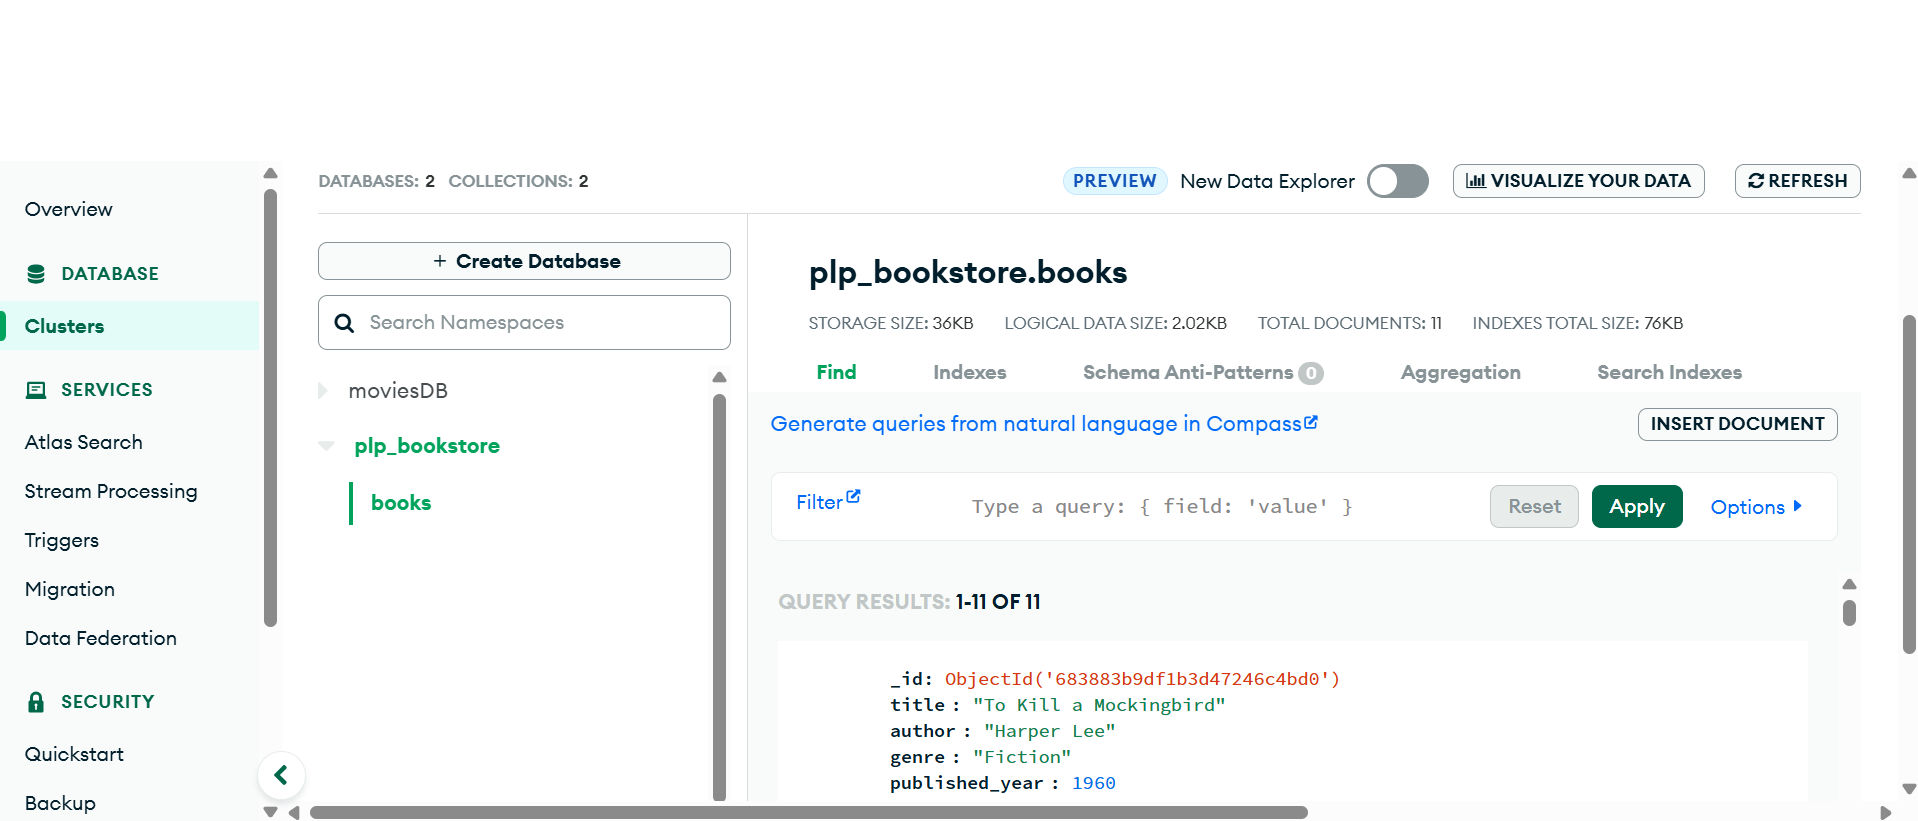 DATABASES: 2 COLLECTIONS: 2
PREVIEW New Data Explorer VISUALIZE YOUR DATA REFRESH
Overview
DATABASE
Clusters
SERVICES
Atlas Search
Stream Processing
Triggers
Migration
Data Federation
SECURITY
Quickstart
Backup
+ Create Database
Search Namespaces
moviesDB
plp_bookstore
books
plp_bookstore.books
STORAGE SIZE: 36KB LOGICAL DATA SIZE: 2.02KB TOTAL DOCUMENTS: 11 INDEXES TOTAL SIZE: 76KB
Find Indexes Schema Anti-Patterns 0 Aggregation Search Indexes
Generate queries from natural language in Compass INSERT DOCUMENT
Filter Type a query: { field: 'value' } Reset Apply Options
QUERY RESULTS: 1-11 OF 11
_id: ObjectId('683883b9df1b3d47246c4bd0')
title : "To Kill a Mockingbird"
author : "Harper Lee"
genre : "Fiction"
published_year : 1960